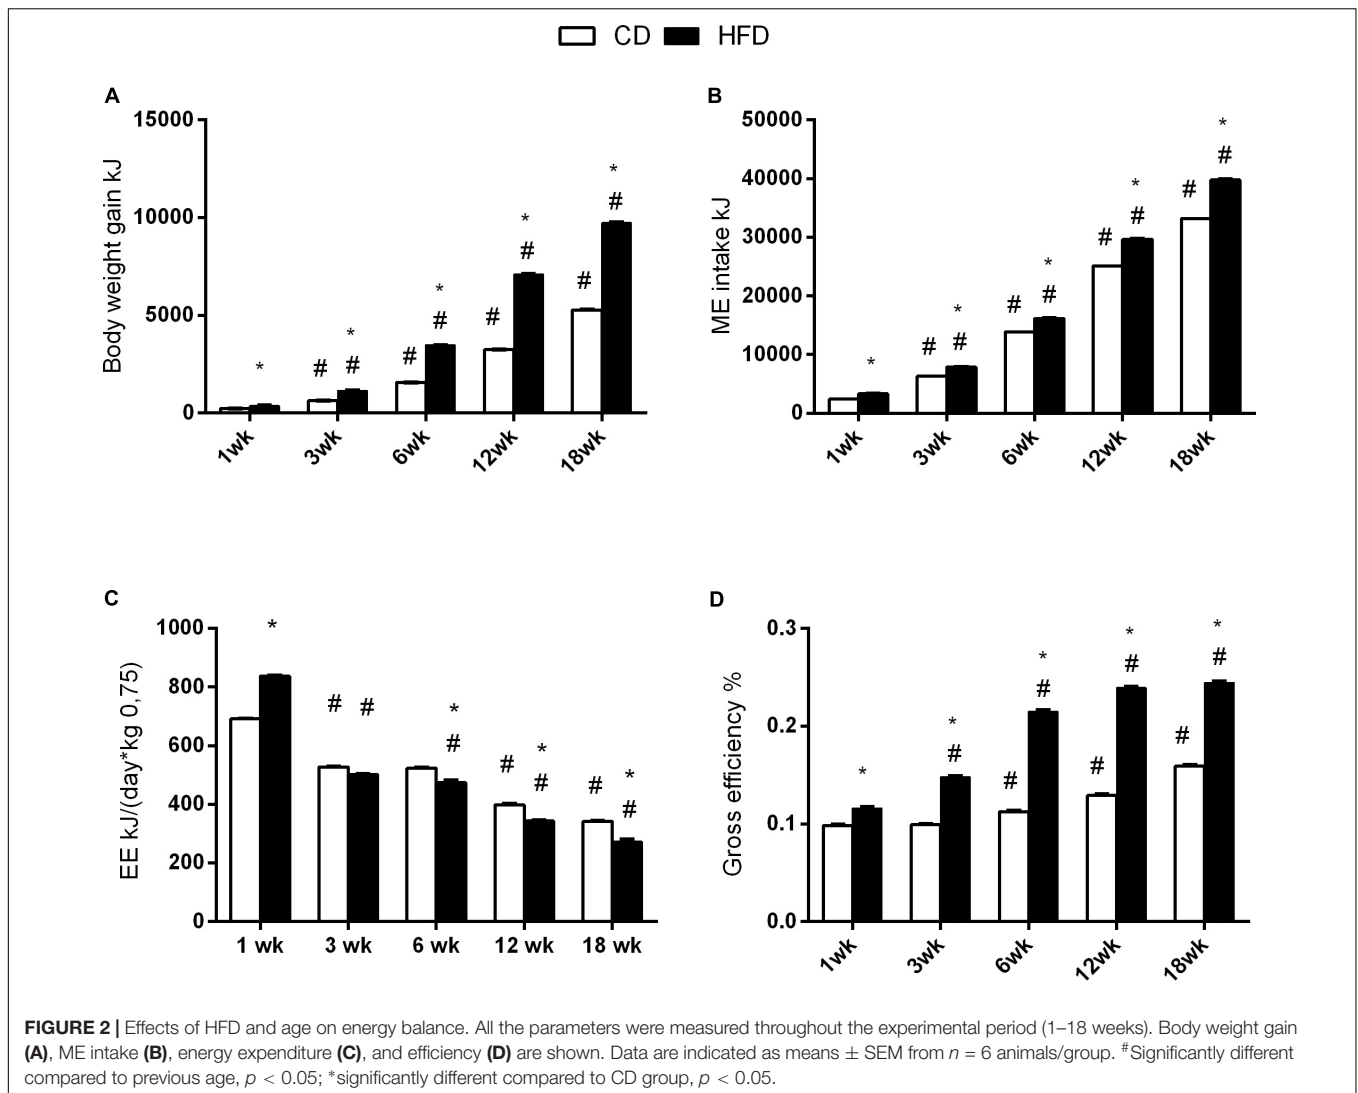 CD HFD
A
Body weight gain kJ
15000
10000
5000
0
* # * # * # * # *
#
#
#
#
1wk 3wk 6wk 12wk 18wk
B
ME intake kJ
50000
40000
30000
20000
10000
0
* # * # * # * # *
#
#
#
#
1wk 3wk 6wk 12wk 18wk
C
EE kJ/(day*kg 0,75)
1000
800
600
400
200
0
* # # * # # * # # * #
1 wk 3 wk 6 wk 12 wk 18 wk
D
Gross efficiency %
0.3
0.2
0.1
0.0
* * # # * # # * # # * #
1wk 3wk 6wk 12wk 18wk
FIGURE 2 | Effects of HFD and age on energy balance. All the parameters were measured throughout the experimental period (1–18 weeks). Body weight gain
(A), ME intake (B), energy expenditure (C), and efficiency (D) are shown. Data are indicated as means ± SEM from n = 6 animals/group. #Significantly different
compared to previous age, p < 0.05; *significantly different compared to CD group, p < 0.05.